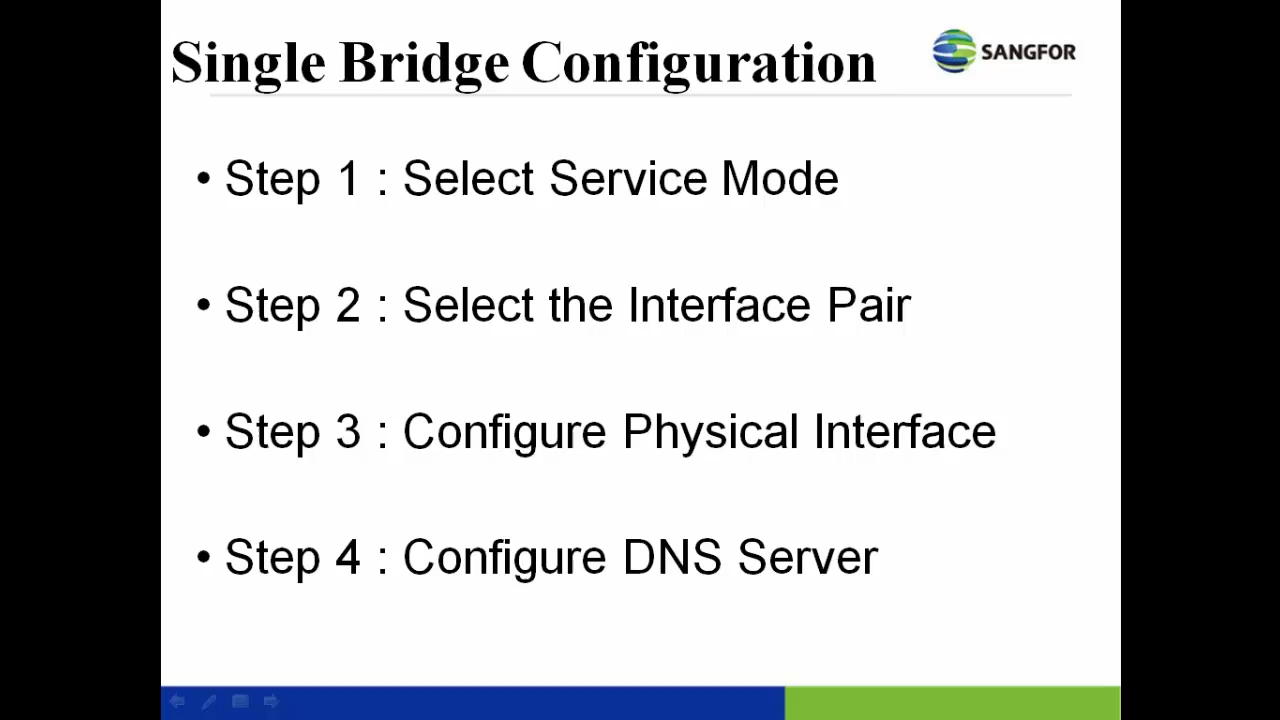 Single Bridge Configuration
SANGFOR
• Step 1 : Select Service Mode
• Step 2 : Select the Interface Pair
• Step 3 : Configure Physical Interface
• Step 4 : Configure DNS Server